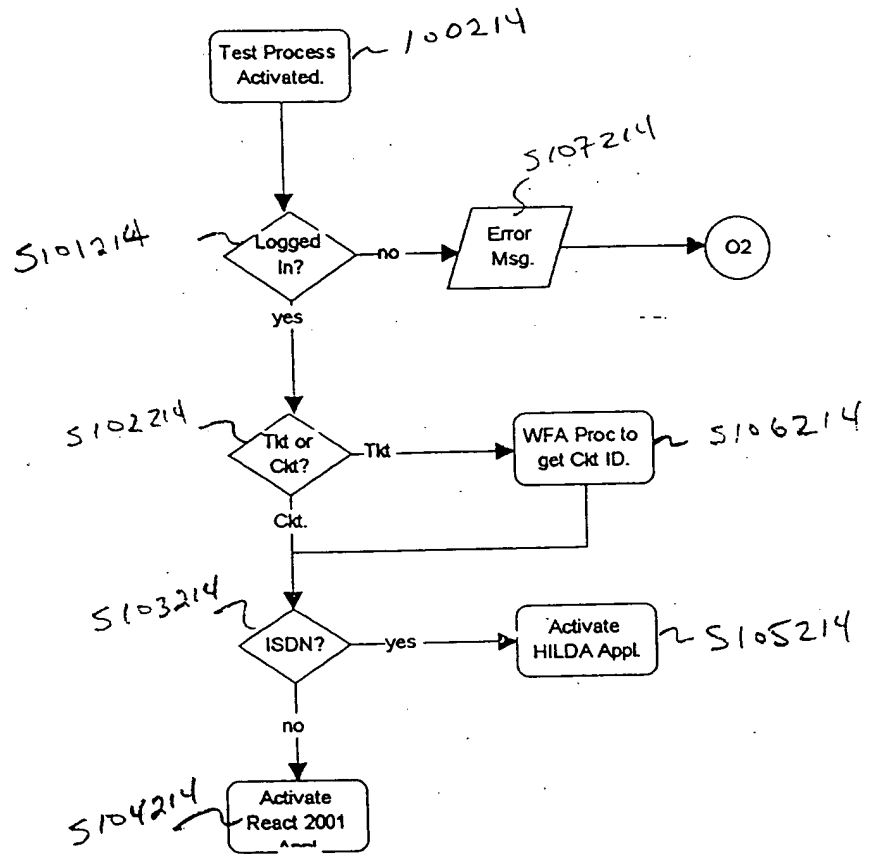 Test Process
Activated.
100214
S107214
S101214
Logged
In?
no
Error
Msg.
O2
yes
S102214
Tkt or
Ckt?
Tkt
WFA Proc to
get Ckt ID.
S106214
Ckt.
S103214
ISDN?
yes
Activate
HILDA Appl.
S105214
no
S104214
Activate
React 2001